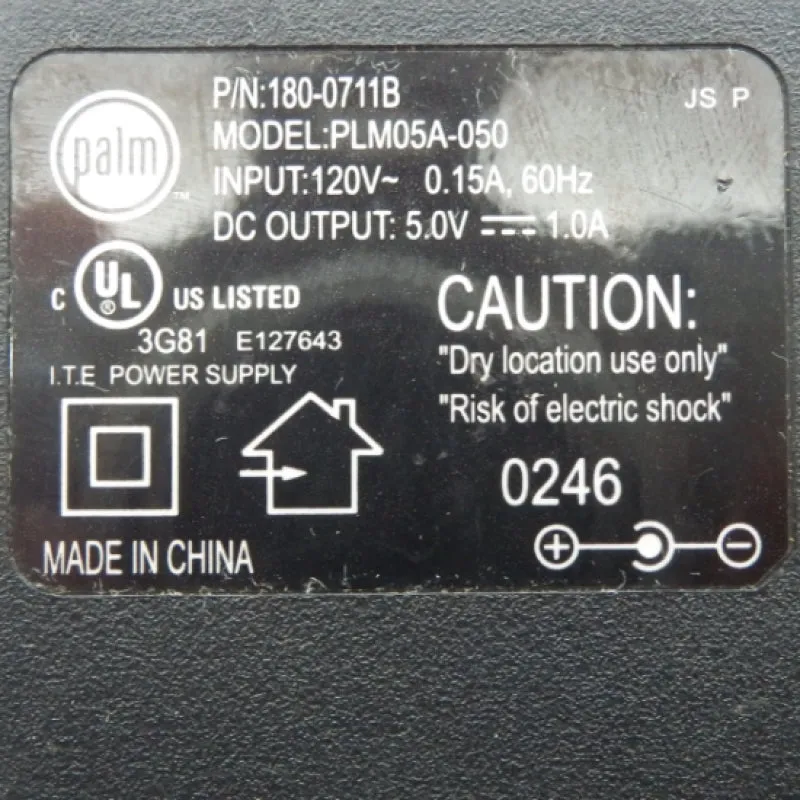 palm
™
P/N:180-0711B
JS P
MODEL:PLM05A-050
INPUT:120V~ 0.15A, 60Hz
DC OUTPUT: 5.0V ⎓ 1.0A
C UL ® US LISTED
3G81 E127643
I.T.E POWER SUPPLY
CAUTION:
"Dry location use only"
"Risk of electric shock"
0246
MADE IN CHINA